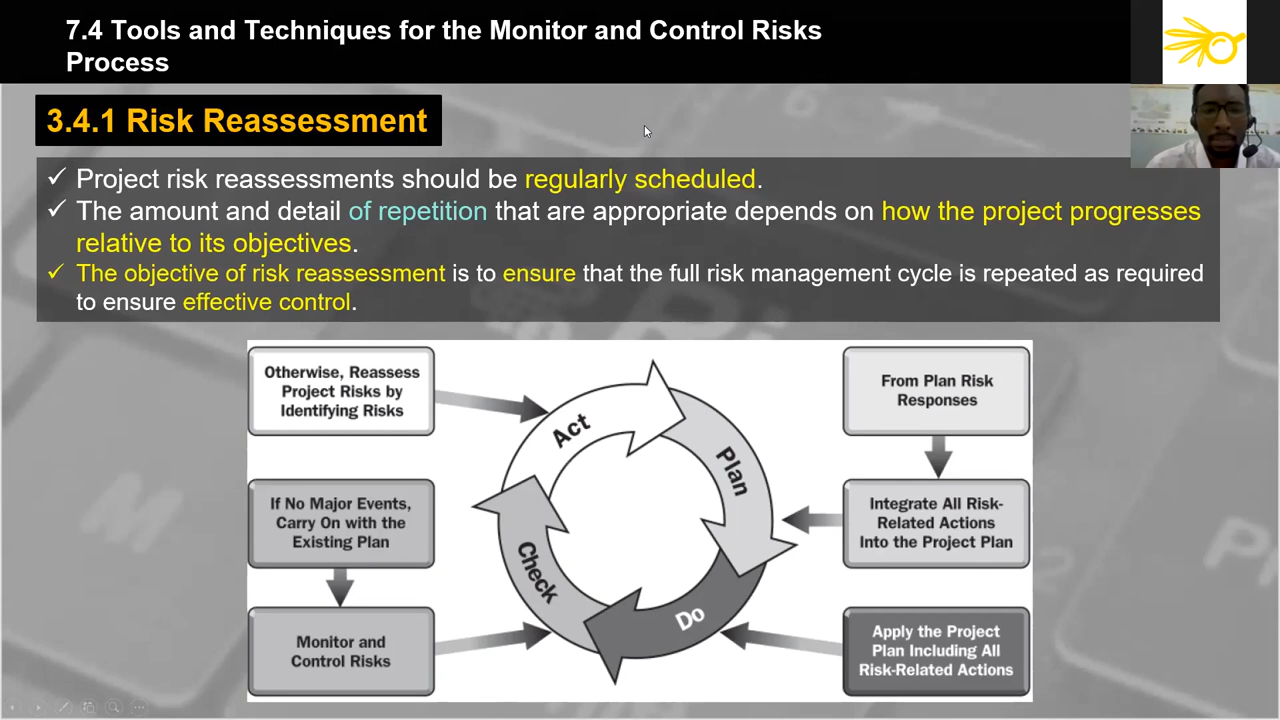 7.4 Tools and Techniques for the Monitor and Control Risks
Process
3.4.1 Risk Reassessment
✓ Project risk reassessments should be regularly scheduled.
✓ The amount and detail of repetition that are appropriate depends on how the project progresses
relative to its objectives.
✓ The objective of risk reassessment is to ensure that the full risk management cycle is repeated as required
to ensure effective control.
Otherwise, Reassess
Project Risks by
Identifying Risks
If No Major Events,
Carry On with the
Existing Plan
Monitor and
Control Risks
Act
Plan
Do
Check
From Plan Risk
Responses
Integrate All Risk-
Related Actions
Into the Project Plan
Apply the Project
Plan Including All
Risk-Related Actions